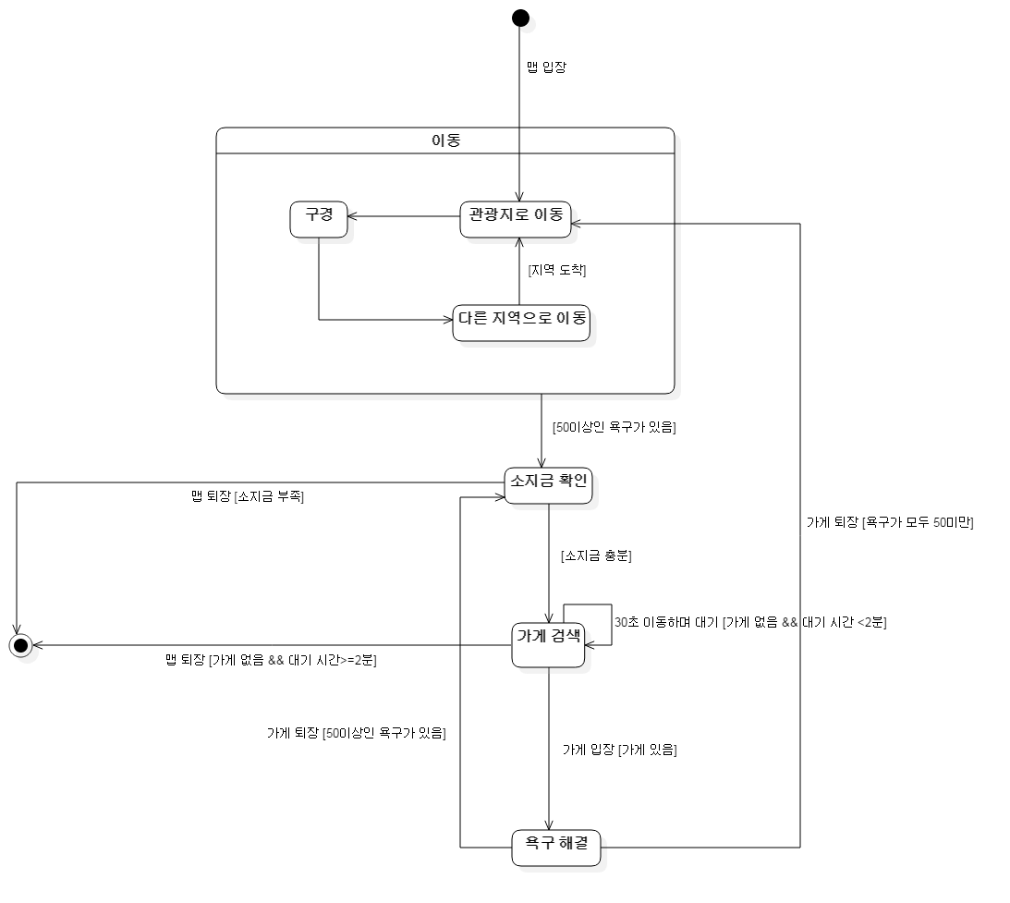 맵 입장
이동
구경
관광지로 이동
[지역 도착]
다른 지역으로 이동
[50이상인 욕구가 있음]
소지금 확인
맵 퇴장 [소지금 부족]
가게 퇴장 [욕구가 모두 50미만]
[소지금 충분]
30초 이동하며 대기 [가게 없음 && 대기 시간 <2분]
가게 검색
맵 퇴장 [가게 없음 && 대기 시간>=2분]
가게 퇴장 [50이상인 욕구가 있음]
가게 입장 [가게 있음]
욕구 해결